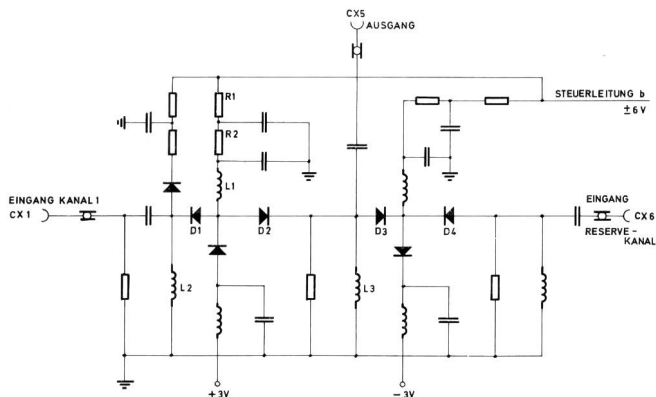 CX5
AUSGANG
R1
R2
STEUERLEITUNG b
±6V
L1
EINGANG KANAL 1
CX1
D1
D2
D3
D4
EINGANG
CX6
RESERVE-
KANAL
L2
L3
+3V
-3V